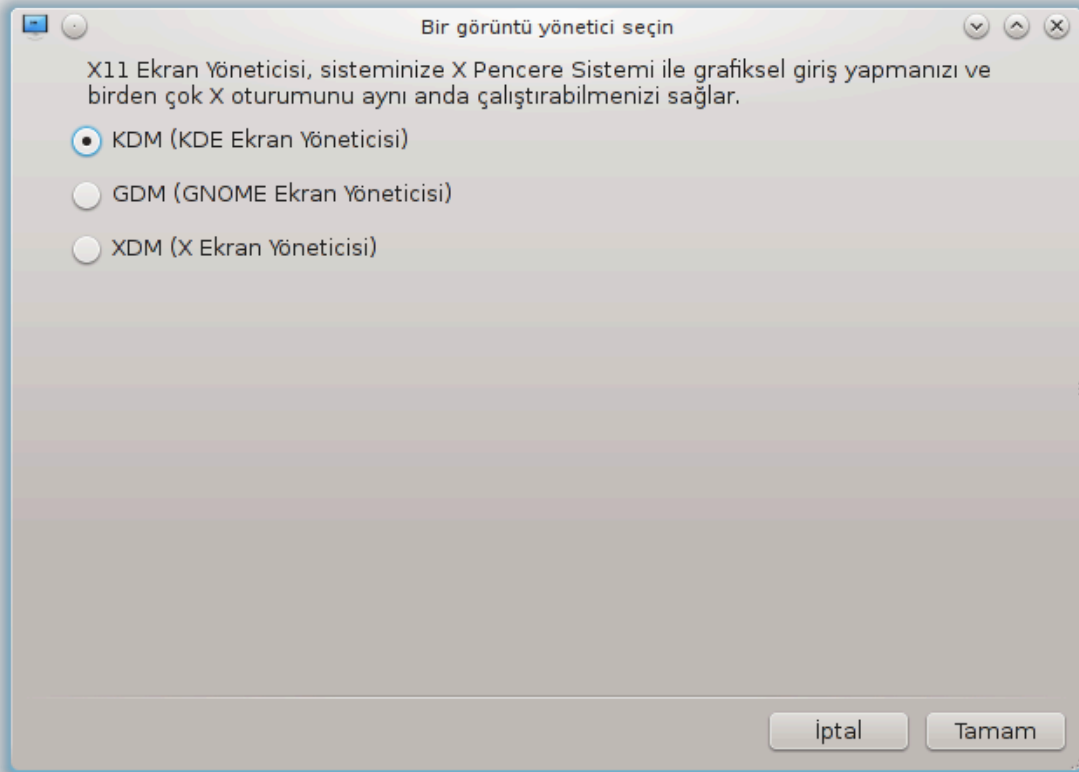 Bir görüntü yönetici seçin
X11 Ekran Yöneticisi, sisteminize X Pencere Sistemi ile grafiksel giriş yapmanızı ve
birden çok X oturumunu aynı anda çalıştırabilmenizi sağlar.
KDM (KDE Ekran Yöneticisi)
GDM (GNOME Ekran Yöneticisi)
XDM (X Ekran Yöneticisi)
İptal Tamam